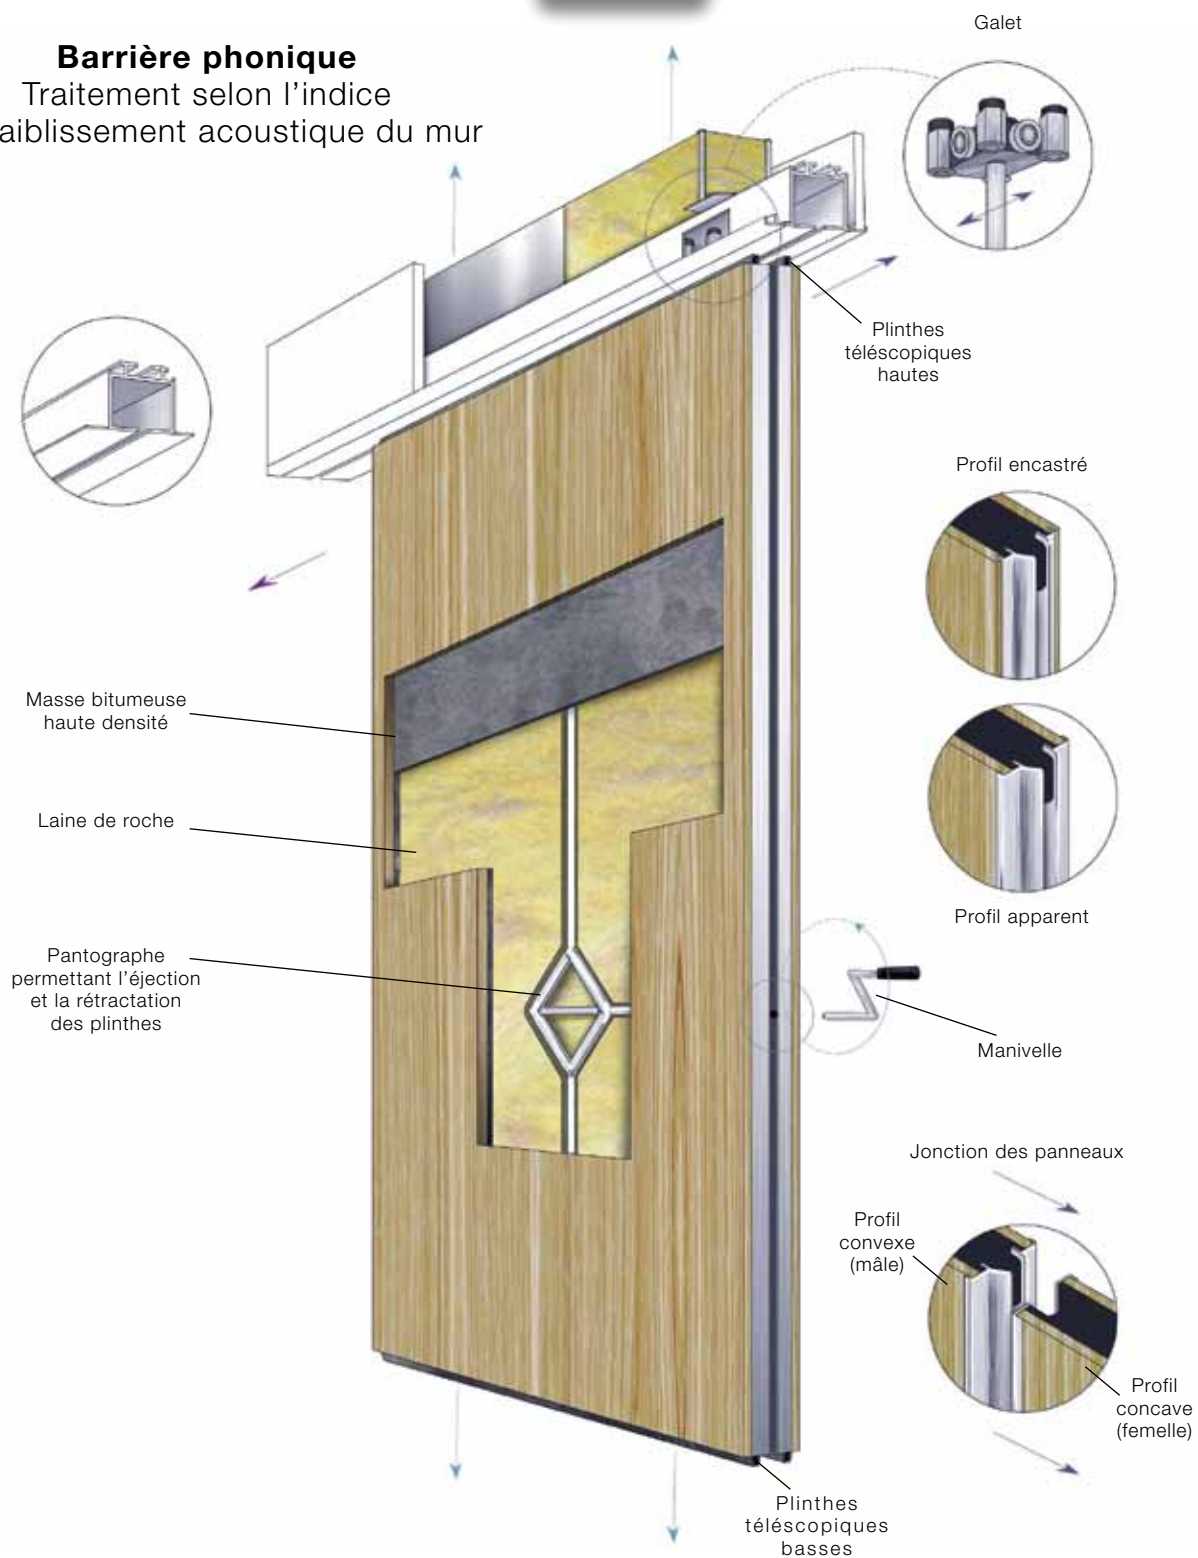 Galet
Barrière phonique
Traitement selon l'indice
aiblissement acoustique du mur
Plinthes
téléscopiques
hautes
Profil encastré
Masse bitumeuse
haute densité
Laine de roche
Profil apparent
Pantographe
permettant l'éjection
et la rétractation
des plinthes
Manivelle
Jonction des panneaux
Profil
convexe
(mâle)
Profil
concave
(femelle)
Plinthes
téléscopiques
basses